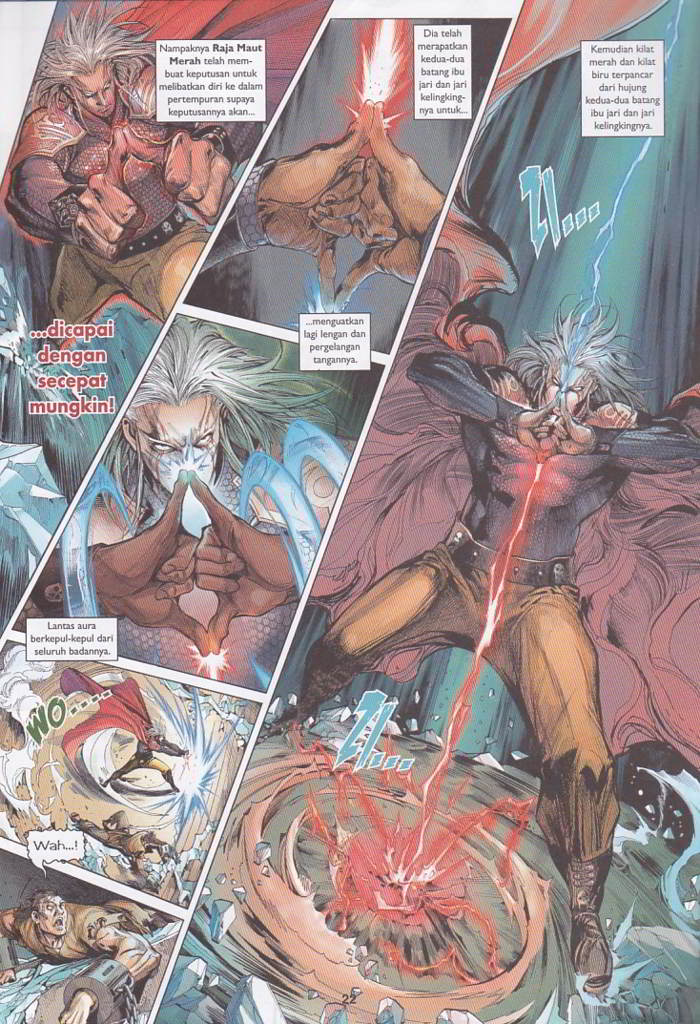 Nampaknya Raja Maut
Merah telah mem-
buat keputusan untuk
melibatkan diri ke dalam
pertempuran supaya
keputusannya akan...
...dicapai
dengan
secepat
mungkin!
Dia telah
merapatkan
kedua-dua
batang ibu
jari dan jari
kelingking-
nya untuk...
...menguatkan
lagi lengan dan
pergelangan
tangannya.
Lantas aura
berkepul-kepul dari
seluruh badannya.
WO....
Wah...!
Kemudian kilat
merah dan kilat
biru terpancar
dari hujung
kedua-dua batang
ibu jari dan jari
kelingkingnya.
ZI...
ZI...
22